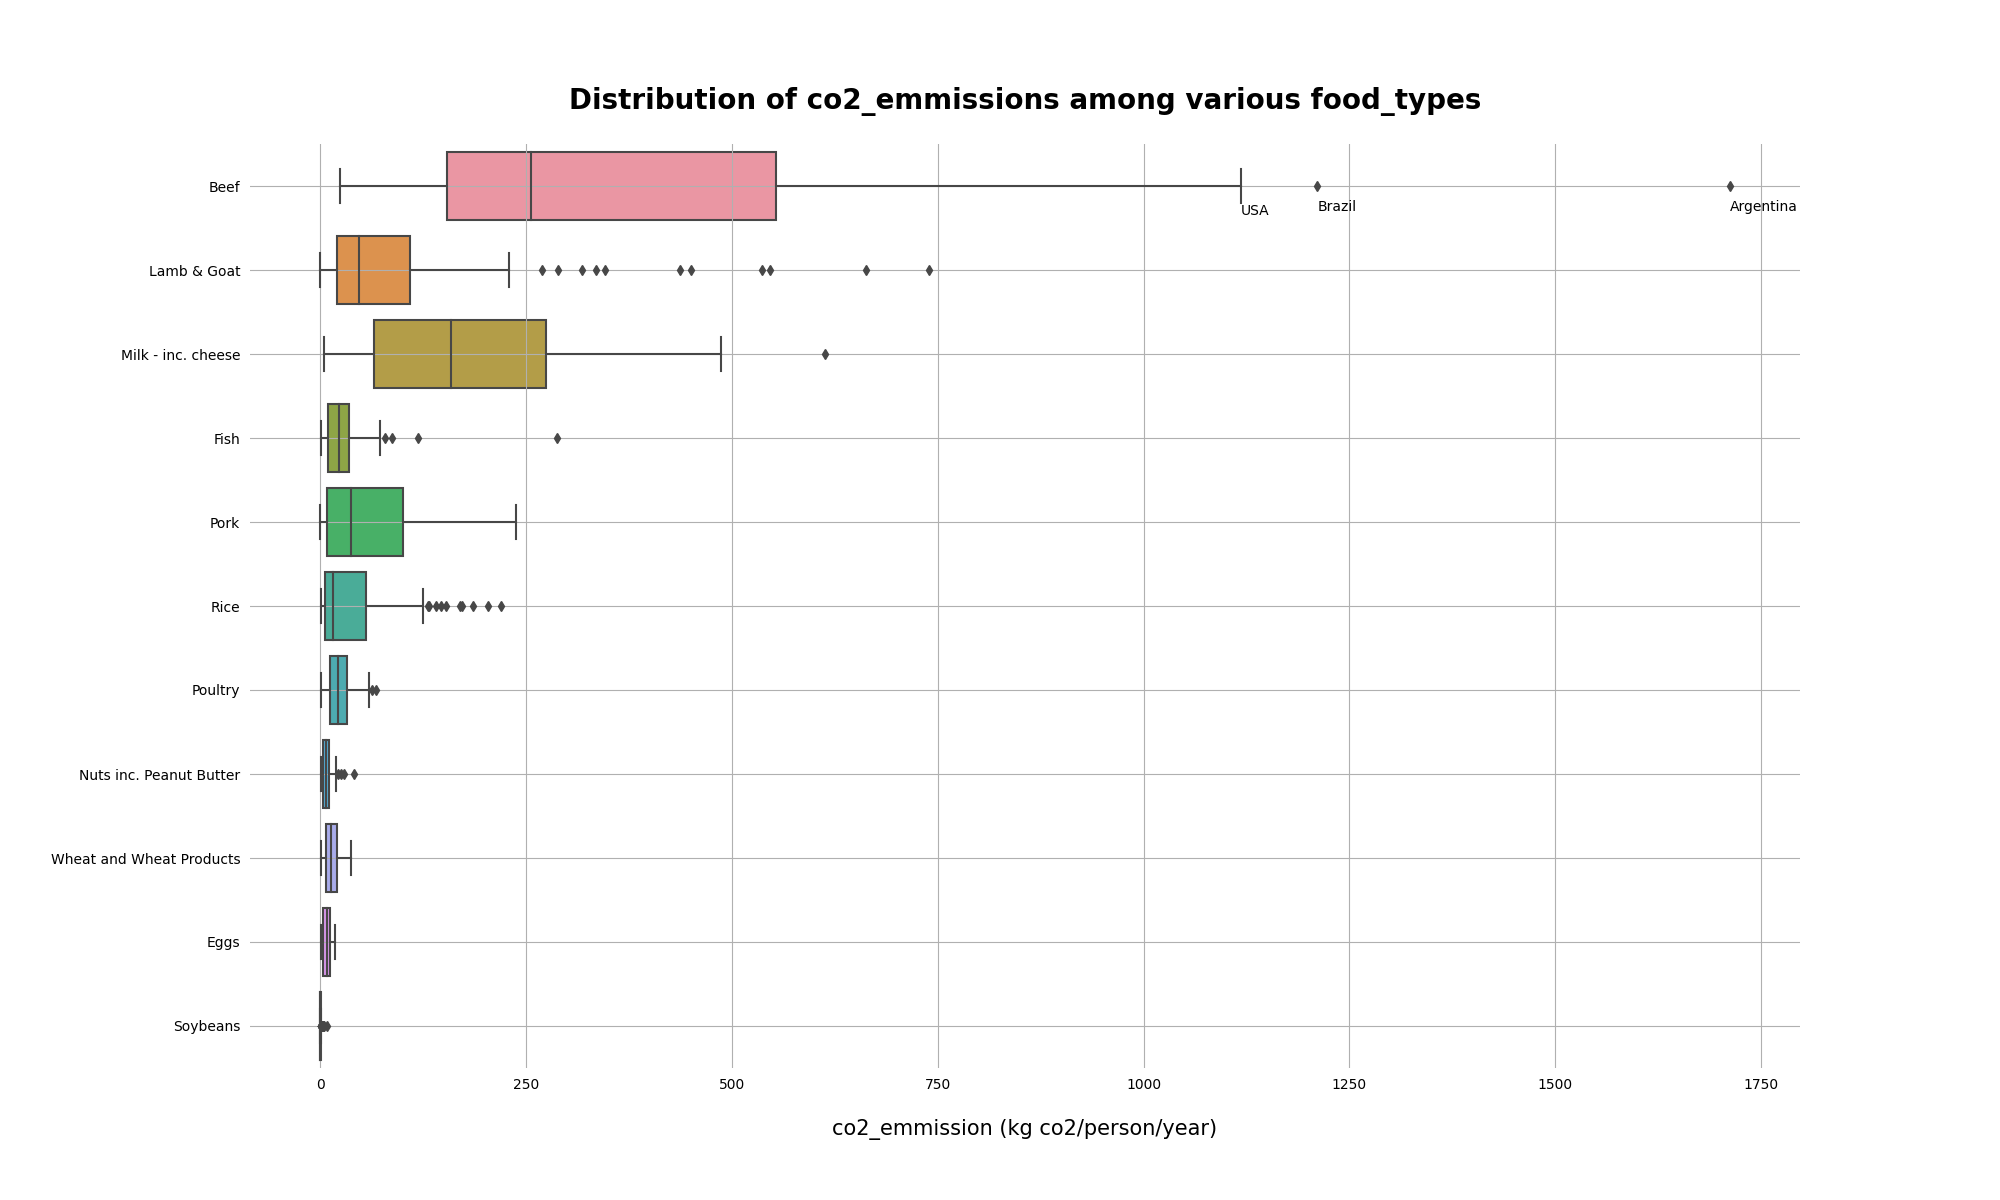 Distribution of co2_emmissions among various food_types
Beef
USA
Brazil
Argentina
Lamb & Goat
Milk - inc. cheese
Fish
Pork
Rice
Poultry
Nuts inc. Peanut Butter
Wheat and Wheat Products
Eggs
Soybeans
0 250 500 750 1000 1250 1500 1750
co2_emmission (kg co2/person/year)